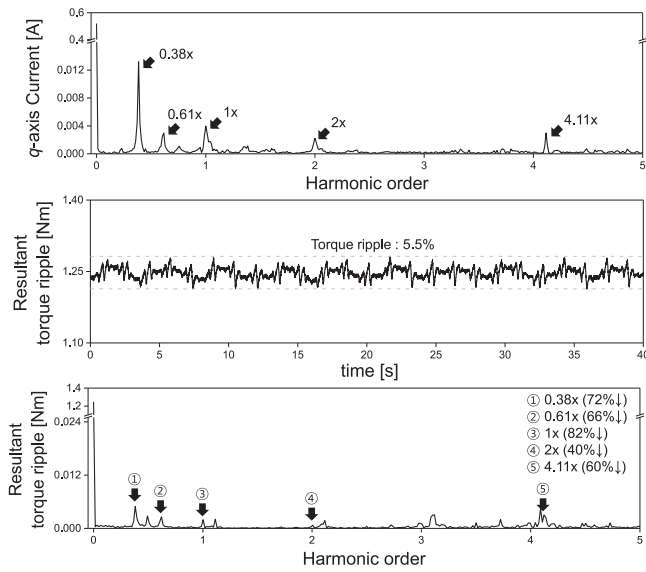 q-axis Current [A]
0.6
0.4
0.012
0.008
0.004
0.000
0.38x
0.61x
1x
2x
4.11x
0 1 2 3 4 5
Harmonic order
Resultant
torque ripple [Nm]
1.40
1.25
1.10
Torque ripple : 5.5%
0 5 10 15 20 25 30 35 40
time [s]
Resultant
torque ripple [Nm]
1.4
1.2
0.024
0.012
0.000
① 0.38x (72%↓)
② 0.61x (66%↓)
③ 1x (82%↓)
④ 2x (40%↓)
⑤ 4.11x (60%↓)
① ② ③ ④ ⑤
0 1 2 3 4 5
Harmonic order